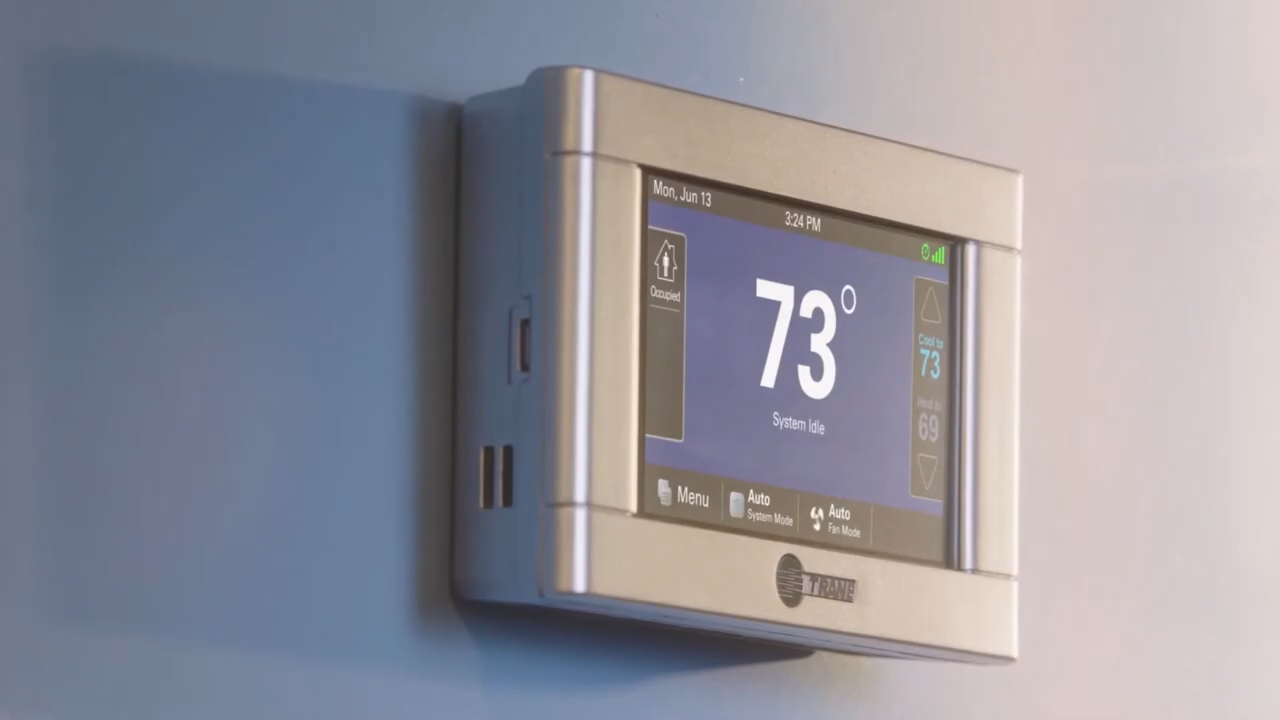 Mon, Jun 13
3:24 PM
Occupied
73°
System Idle
Cool to
73
Heat to
69
Menu
Auto
System Mode
Auto
Fan Mode
TRANE